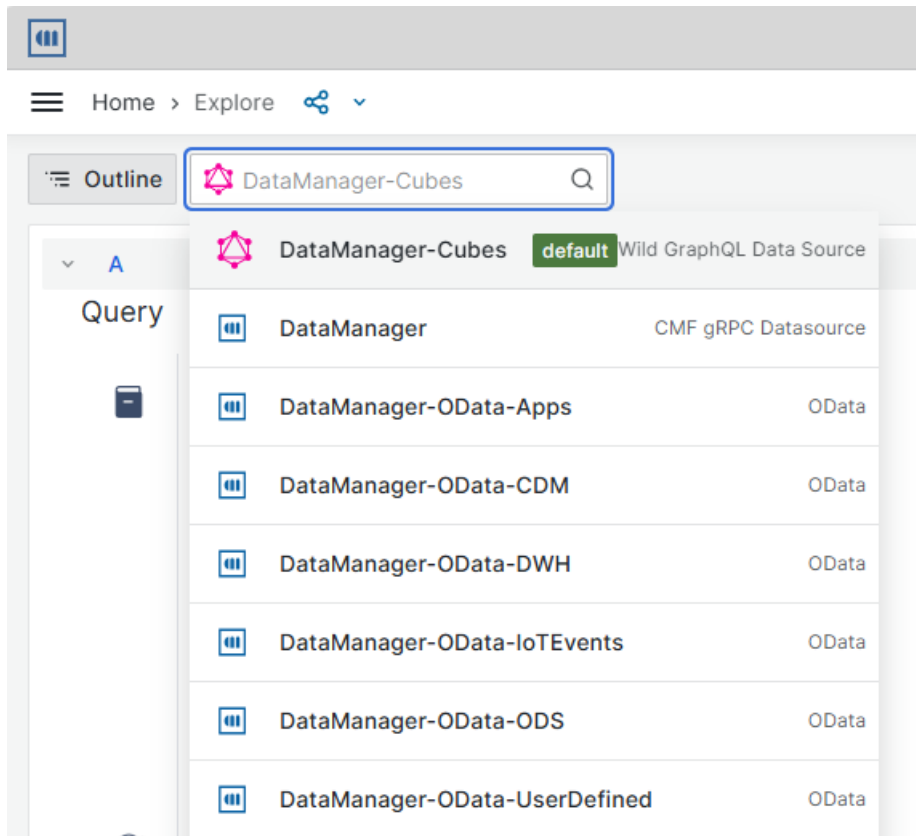 Home › Explore
Outline
DataManager-Cubes
A
DataManager-Cubes default Wild GraphQL Data Source
Query
DataManager CMF gRPC Datasource
DataManager-OData-Apps OData
DataManager-OData-CDM OData
DataManager-OData-DWH OData
DataManager-OData-IoTEvents OData
DataManager-OData-ODS OData
DataManager-OData-UserDefined OData